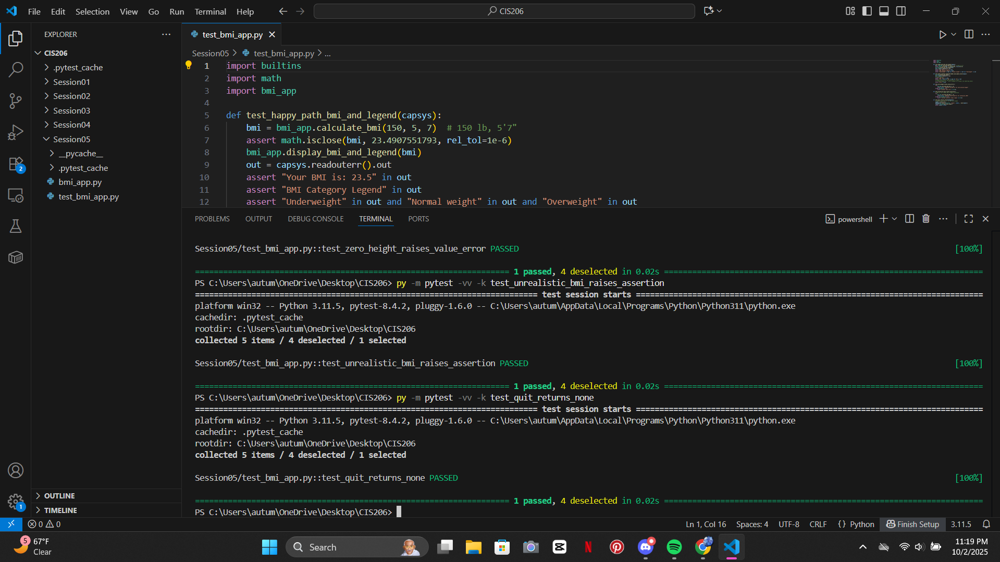 File Edit Selection View Go Run Terminal Help
CIS206
EXPLORER
CIS206
.pytest_cache
Session01
Session02
Session03
Session04
Session05
__pycache__
.pytest_cache
bmi_app.py
test_bmi_app.py
OUTLINE
TIMELINE
2
1
test_bmi_app.py
Session05 > test_bmi_app.py > ...
1 import builtins
2 import math
3 import bmi_app
4
5 def test_happy_path_bmi_and_legend(capsys):
6 bmi = bmi_app.calculate_bmi(150, 5, 7)  # 150 lb, 5'7"
7 assert math.isclose(bmi, 23.4907551793, rel_tol=1e-6)
8 bmi_app.display_bmi_and_legend(bmi)
9 out = capsys.readouterr().out
10 assert "Your BMI is: 23.5" in out
11 assert "BMI Category Legend" in out
12 assert "Underweight" in out and "Normal weight" in out and "Overweight" in out
PROBLEMS OUTPUT DEBUG CONSOLE TERMINAL PORTS
powershell
Session05/test_bmi_app.py::test_zero_height_raises_value_error PASSED [100%]
=================================================================== 1 passed, 4 deselected in 0.02s ====================================================================
PS C:\Users\autum\OneDrive\Desktop\CIS206> py -m pytest -vv -k test_unrealistic_bmi_raises_assertion
========================================================================= test session starts ==========================================================================
platform win32 -- Python 3.11.5, pytest-8.4.2, pluggy-1.6.0 -- C:\Users\autum\AppData\Local\Programs\Python\Python311\python.exe
cachedir: .pytest_cache
rootdir: C:\Users\autum\OneDrive\Desktop\CIS206
collected 5 items / 4 deselected / 1 selected
Session05/test_bmi_app.py::test_unrealistic_bmi_raises_assertion PASSED [100%]
=================================================================== 1 passed, 4 deselected in 0.02s ====================================================================
PS C:\Users\autum\OneDrive\Desktop\CIS206> py -m pytest -vv -k test_quit_returns_none
========================================================================= test session starts ==========================================================================
platform win32 -- Python 3.11.5, pytest-8.4.2, pluggy-1.6.0 -- C:\Users\autum\AppData\Local\Programs\Python\Python311\python.exe
cachedir: .pytest_cache
rootdir: C:\Users\autum\OneDrive\Desktop\CIS206
collected 5 items / 4 deselected / 1 selected
Session05/test_bmi_app.py::test_quit_returns_none PASSED [100%]
=================================================================== 1 passed, 4 deselected in 0.02s ====================================================================
PS C:\Users\autum\OneDrive\Desktop\CIS206>
0 0 Ln 1, Col 16 Spaces: 4 UTF-8 CRLF {} Python Finish Setup 3.11.5
5
67°F
Clear
Search
11:19 PM
10/2/2025